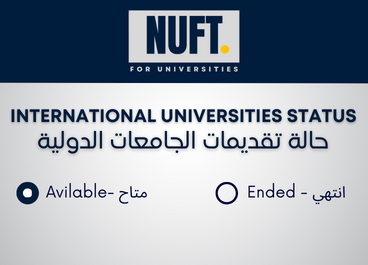 NUFT.
FOR UNIVERSITIES
INTERNATIONAL UNIVERSITIES STATUS
حالة تقديمات الجامعات الدولية
Avilable- متاح
Ended - انتهي